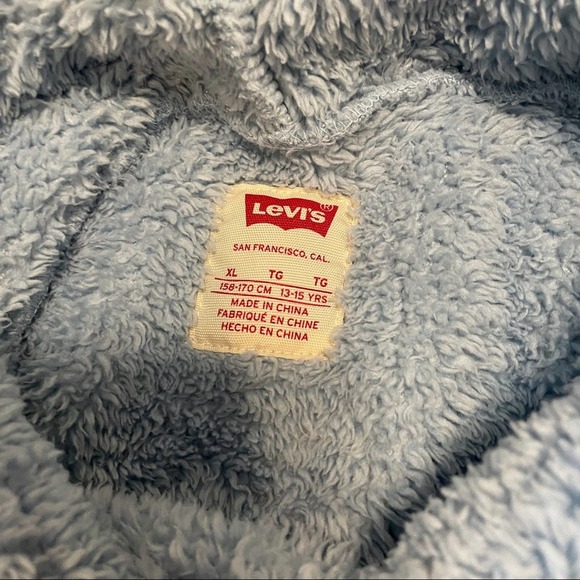 Levi's ®
SAN FRANCISCO, CAL.
XL TG TG
158-170 CM 13-15 YRS
MADE IN CHINA
FABRIQUÉ EN CHINE
HECHO EN CHINA